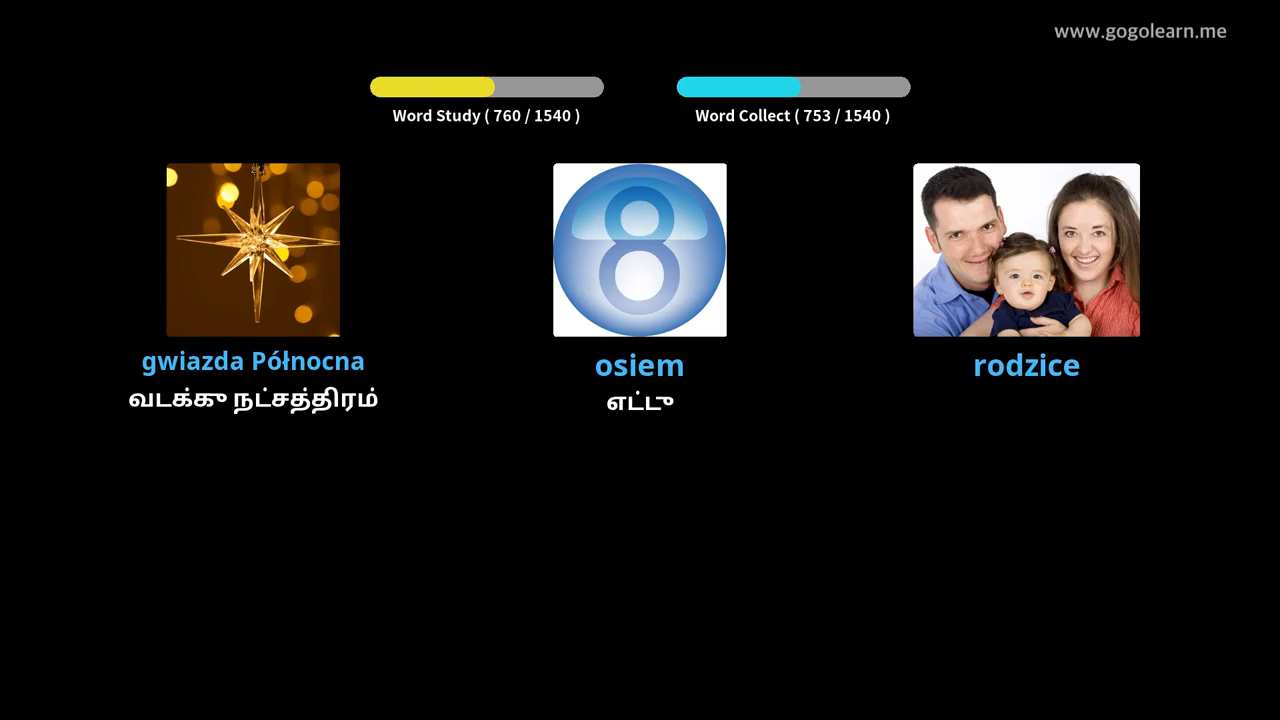 www.gogolearn.me
Word Study ( 760 / 1540 )
Word Collect ( 753 / 1540 )
8
gwiazda Północna
வடக்கு நட்சத்திரம்
osiem
எட்டு
rodzice